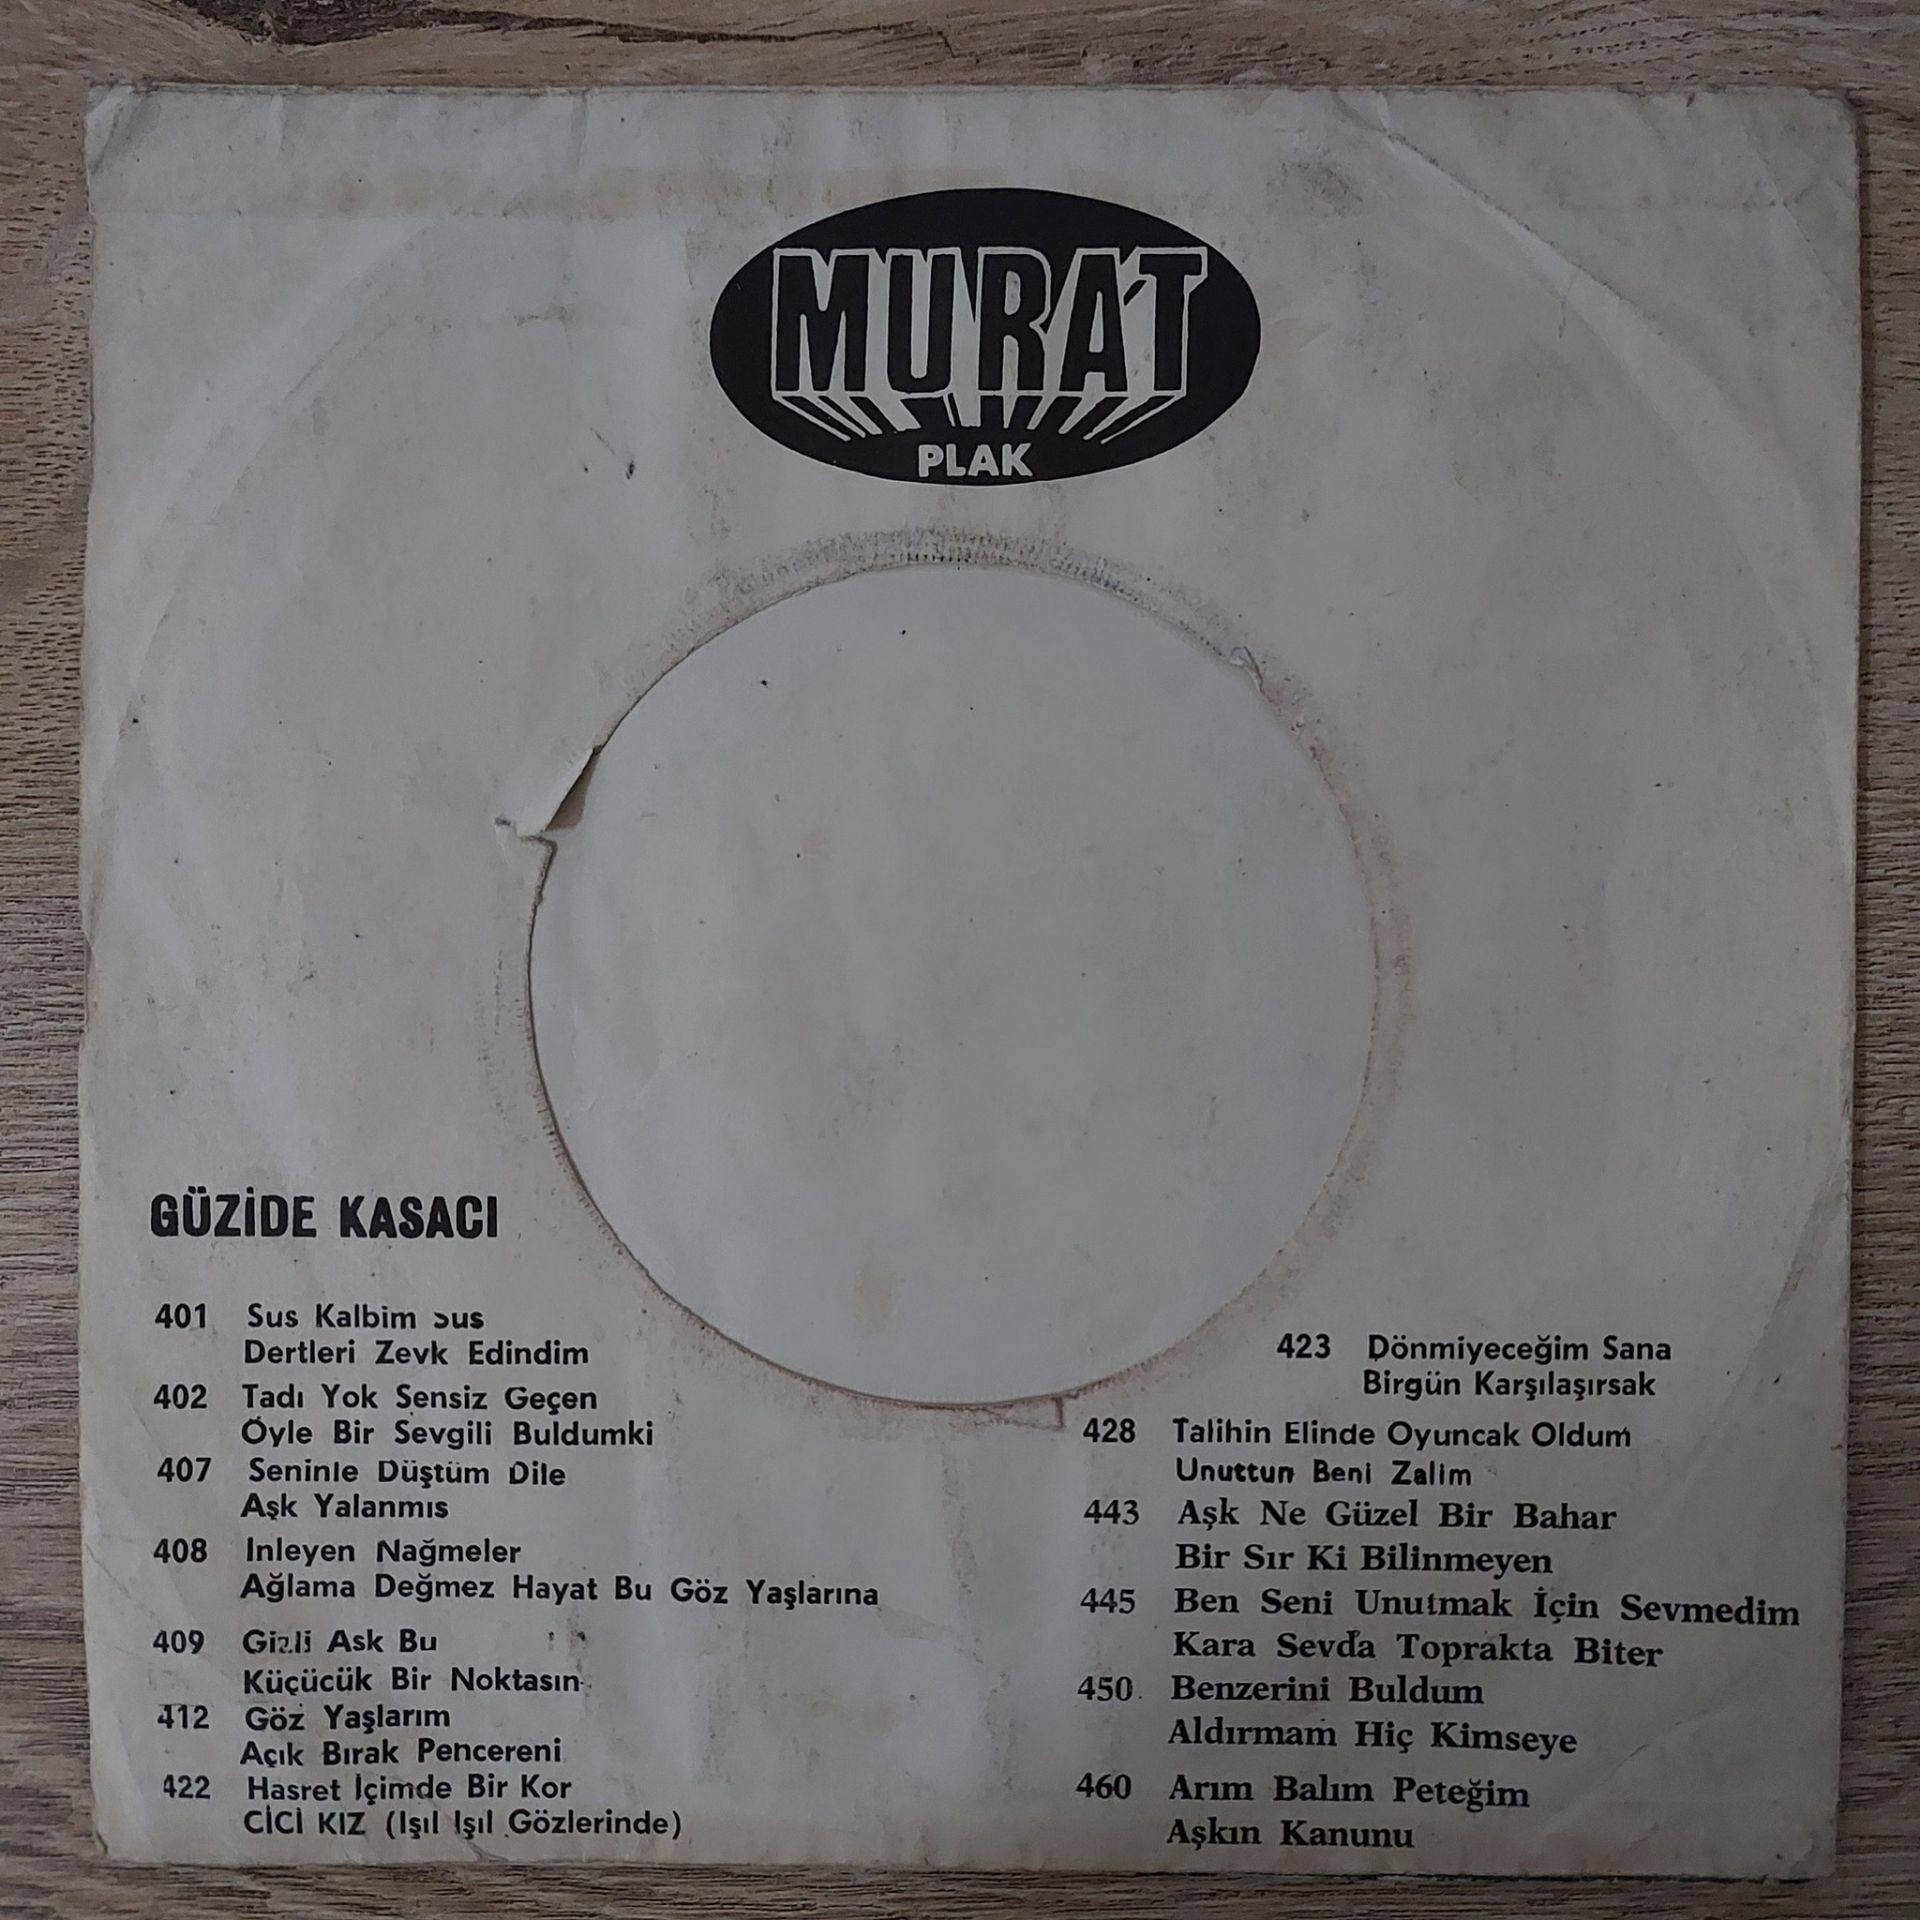 MURAT
PLAK
GÜZİDE KASACI
401 Sus Kalbim Sus
Dertleri Zevk Edindim
402 Tadı Yok Sensiz Geçen
Öyle Bir Sevgili Buldumki
407 Seninle Düştüm Dile
Aşk Yalanmıs
408 Inleyen Nağmeler
Ağlama Değmez Hayat Bu Göz Yaşlarına
409 Gizli Ask Bu
Küçücük Bir Noktasın
412 Göz Yaşlarım
Açık Bırak Pencereni
422 Hasret İçimde Bir Kor
CİCİ KIZ (Işıl Işıl Gözlerinde)
423 Dönmiyeceğim Sana
Birgün Karşılaşırsak
428 Talihin Elinde Oyuncak Oldum
Unuttun Beni Zalim
443 Aşk Ne Güzel Bir Bahar
Bir Sır Ki Bilinmeyen
445 Ben Seni Unutmak İçin Sevmedim
Kara Sevda Toprakta Biter
450 Benzerini Buldum
Aldırmam Hiç Kimseye
460 Arım Balım Peteğim
Aşkın Kanunu